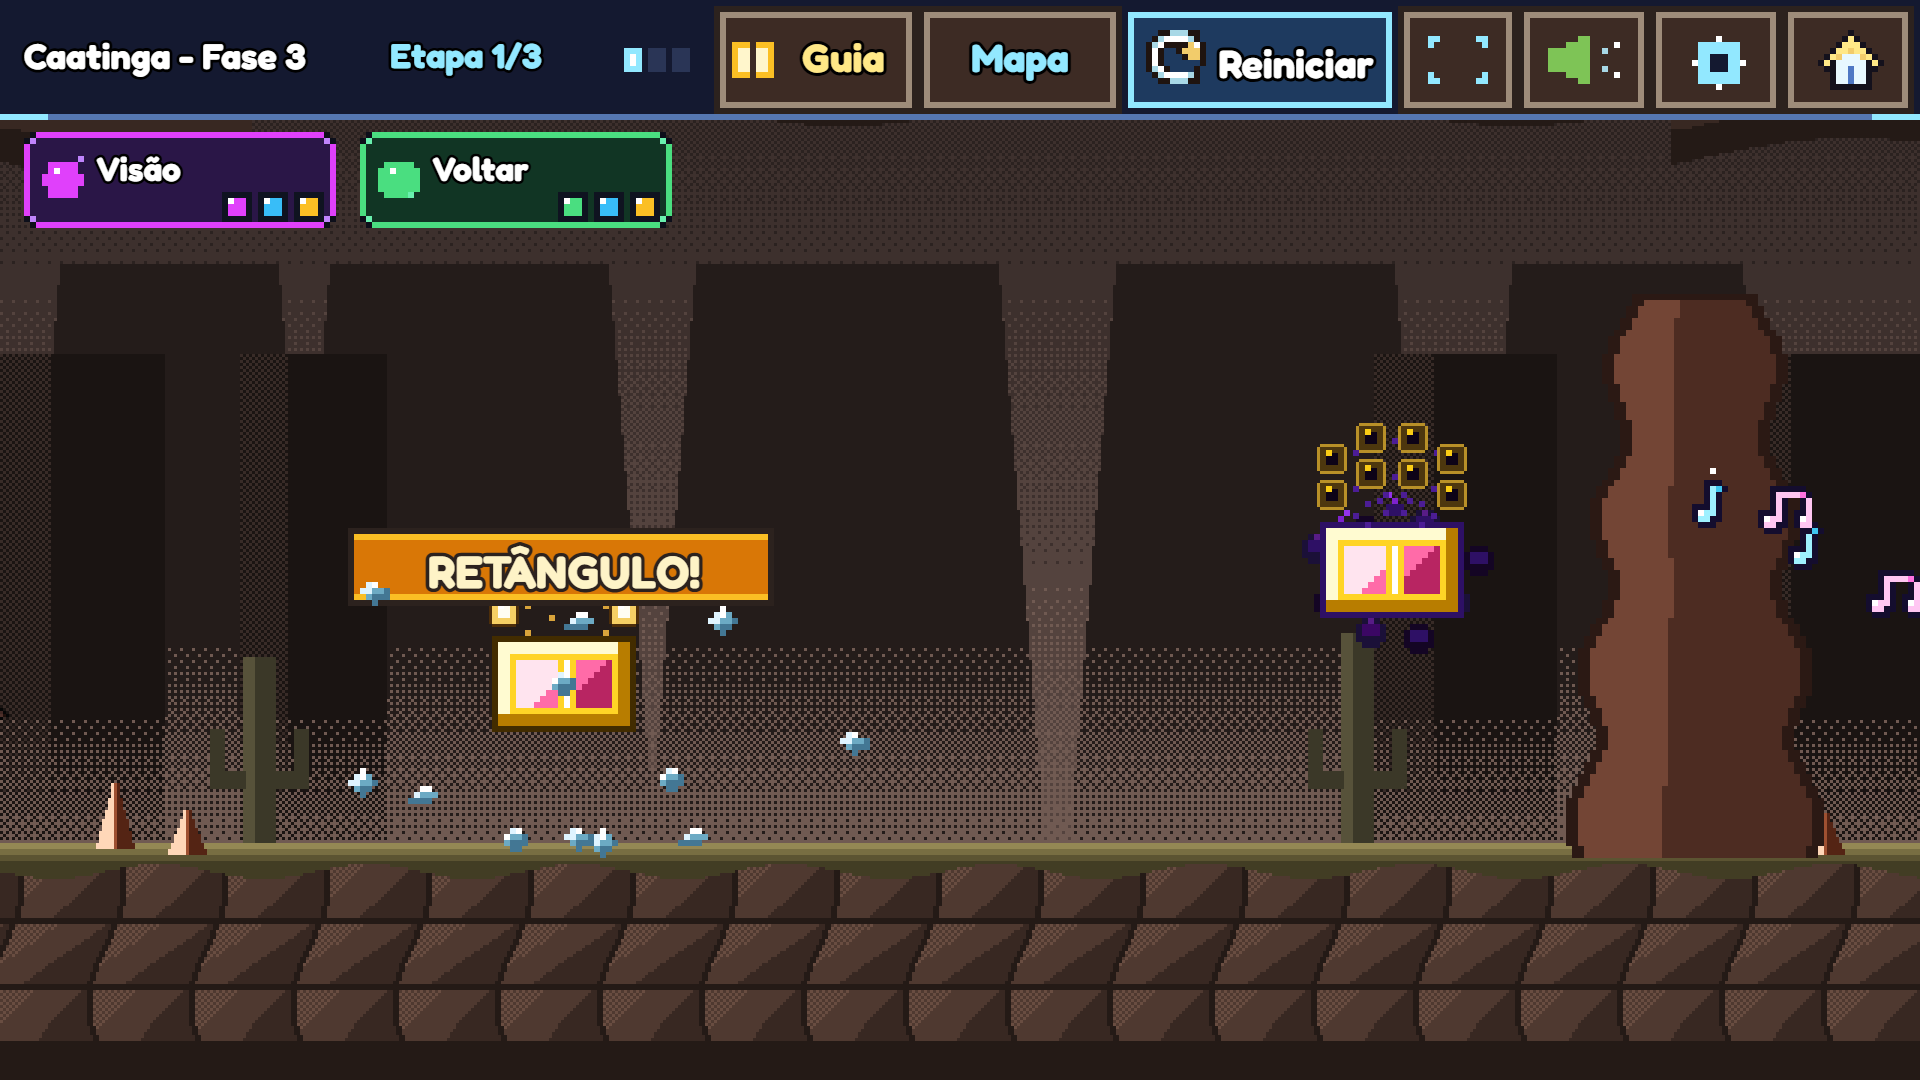 Caatinga - Fase 3
Etapa 1/3
Guia
Mapa
Reiniciar
Visão
Voltar
RETÂNGULO!